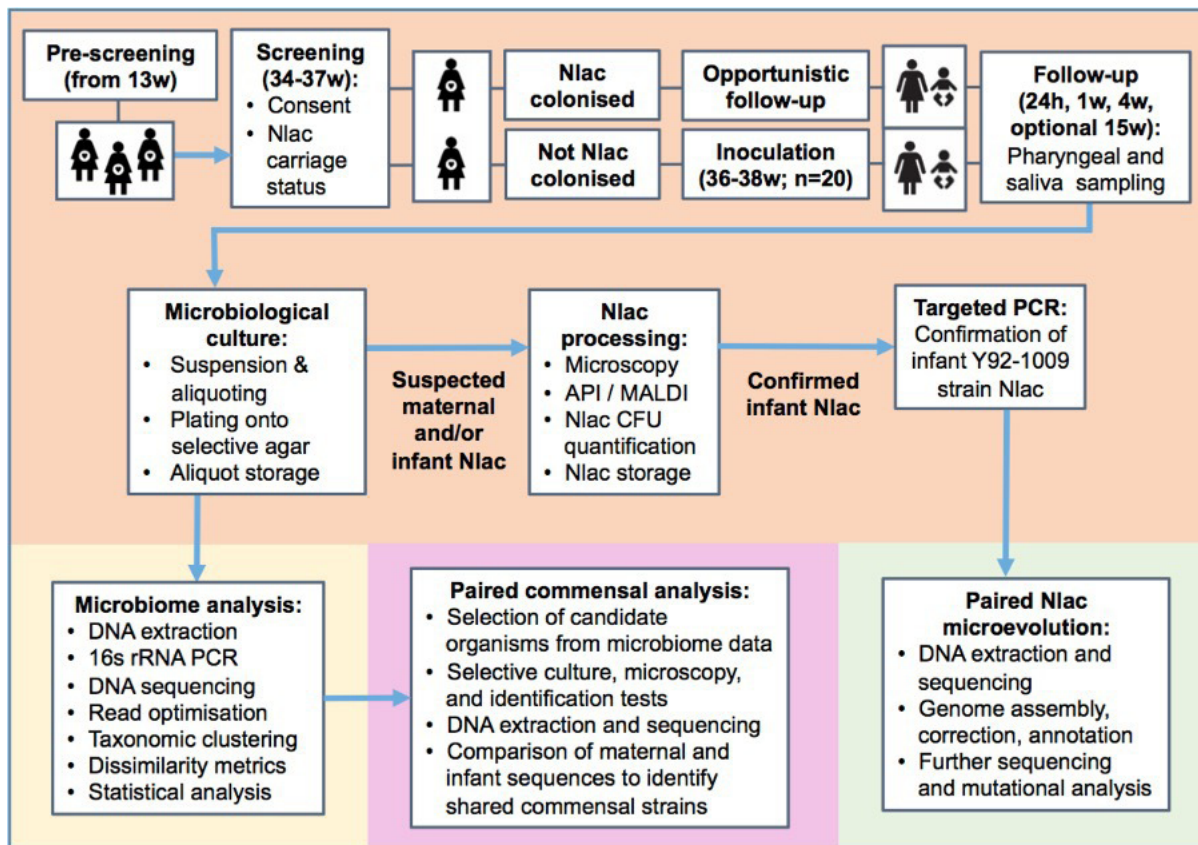 Pre-screening
(from 13w)
Screening
(34-37w):
• Consent
• Nlac
carriage
status
Nlac
colonised
Opportunistic
follow-up
Not Nlac
colonised
Inoculation
(36-38w; n=20)
Follow-up
(24h, 1w, 4w,
optional 15w):
Pharyngeal and
saliva sampling
Microbiological
culture:
• Suspension &
aliquoting
• Plating onto
selective agar
• Aliquot storage
Suspected
maternal
and/or
infant Nlac
Nlac
processing:
• Microscopy
• API / MALDI
• Nlac CFU
quantification
• Nlac storage
Confirmed
infant Nlac
Targeted PCR:
Confirmation of
infant Y92-1009
strain Nlac
Microbiome analysis:
• DNA extraction
• 16s rRNA PCR
• DNA sequencing
• Read optimisation
• Taxonomic clustering
• Dissimilarity metrics
• Statistical analysis
Paired commensal analysis:
• Selection of candidate
organisms from microbiome data
• Selective culture, microscopy,
and identification tests
• DNA extraction and sequencing
• Comparison of maternal and
infant sequences to identify
shared commensal strains
Paired Nlac
microevolution:
• DNA extraction and
sequencing
• Genome assembly,
correction, annotation
• Further sequencing
and mutational analysis